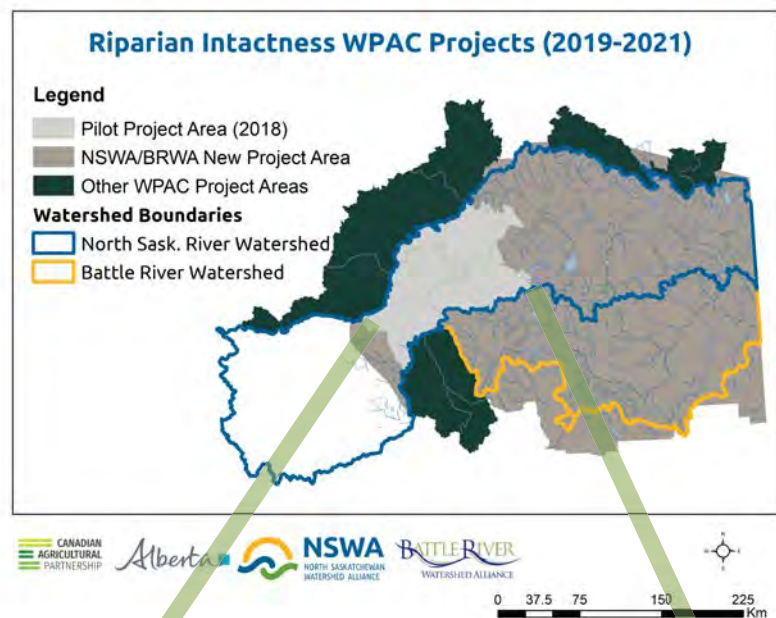 Riparian Intactness WPAC Projects (2019-2021)
Legend
Pilot Project Area (2018)
NSWA/BRWA New Project Area
Other WPAC Project Areas
Watershed Boundaries
North Sask. River Watershed
Battle River Watershed
CANADIAN
AGRICULTURAL
PARTNERSHIP
Alberta
NSWA
NORTH SASKATCHEWAN
WATERSHED ALLIANCE
BATTLE RIVER
WATERSHED ALLIANCE
0 37.5 75 150 225
Km